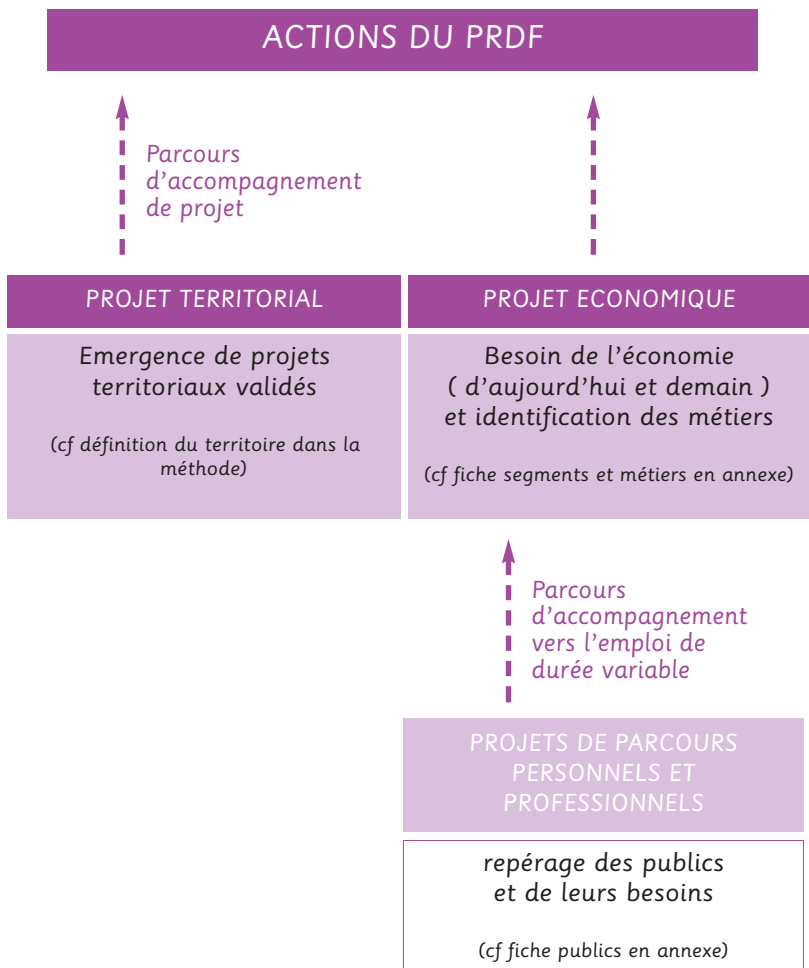 ACTIONS DU PRDF
Parcours
d'accompagnement
de projet
PROJET TERRITORIAL
Emergence de projets
territoriaux validés
(cf définition du territoire dans la
méthode)
PROJET ECONOMIQUE
Besoin de l'économie
( d'aujourd'hui et demain )
et identification des métiers
(cf fiche segments et métiers en annexe)
Parcours
d'accompagnement
vers l'emploi de
durée variable
PROJETS DE PARCOURS
PERSONNELS ET
PROFESSIONNELS
repérage des publics
et de leurs besoins
(cf fiche publics en annexe)